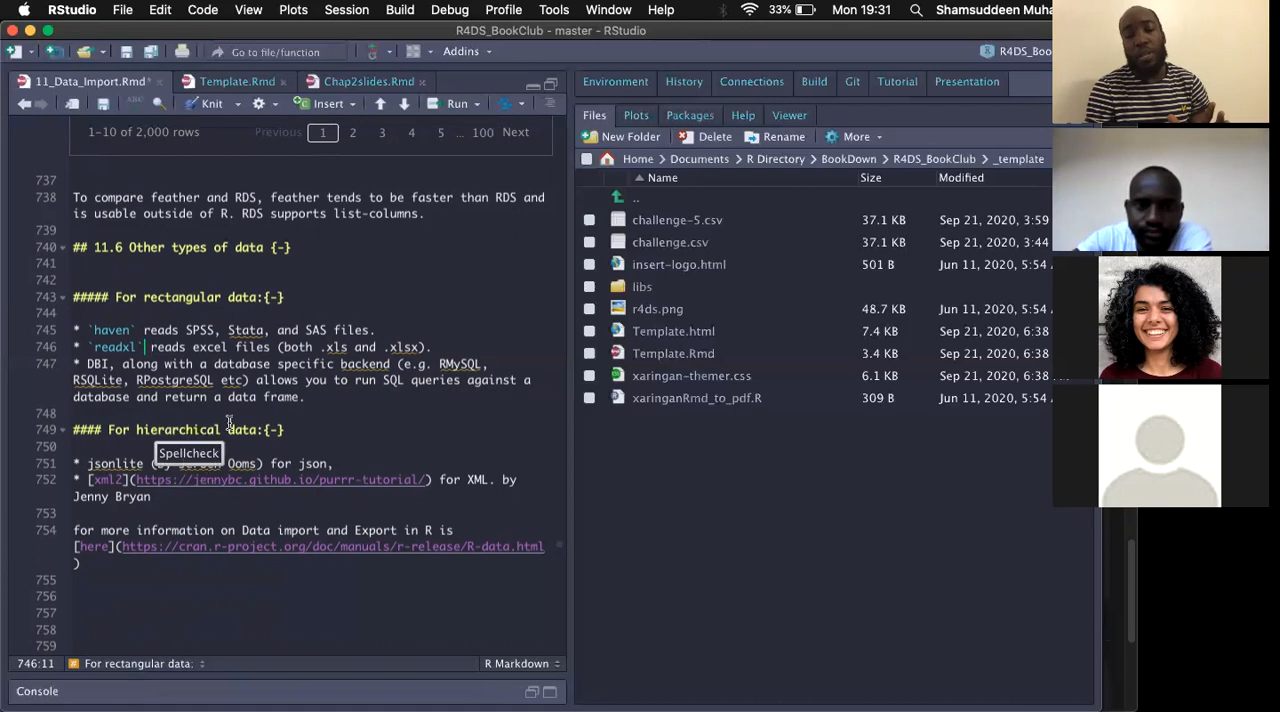 RStudio File Edit Code View Plots Session Build Debug Profile Tools Window Help 33% Mon 19:31 Shamsuddeen Muha
R4DS_BookClub - master - RStudio
Go to file/function Addins R4DS_Boo
11_Data_Import.Rmd* Template.Rmd Chap2slides.Rmd
Knit Insert Run
1-10 of 2,000 rows Previous 1 2 3 4 5 ... 100 Next
737
738 To compare feather and RDS, feather tends to be faster than RDS and
is usable outside of R. RDS supports list-columns.
739
740 ## 11.6 Other types of data {-}
741
742
743 ##### For rectangular data:{-}
744
745 * `haven` reads SPSS, Stata, and SAS files.
746 * `readxl` reads excel files (both .xls and .xlsx).
747 * DBI, along with a database specific backend (e.g. RMySQL,
RSQLite, RPostgreSQL etc) allows you to run SQL queries against a
database and return a data frame.
748
749 #### For hierarchical data:{-}
750
Spellcheck
751 * jsonlite Ooms) for json,
752 * [xml2](https://jennybc.github.io/purrr-tutorial/) for XML. by
Jenny Bryan
753
754 for more information on Data import and Export in R is
[here](https://cran.r-project.org/doc/manuals/r-release/R-data.html
)
755
756
757
758
759
746:11 For rectangular data: R Markdown
Console
Environment History Connections Build Git Tutorial Presentation
Files Plots Packages Help Viewer
New Folder Delete Rename More
Home Documents R Directory BookDown R4DS_BookClub _template
Name Size Modified
..
challenge-5.csv 37.1 KB Sep 21, 2020, 3:59
challenge.csv 37.1 KB Sep 21, 2020, 3:44
insert-logo.html 501 B Jun 11, 2020, 5:54
libs
r4ds.png 48.7 KB Jun 11, 2020, 5:54
Template.html 7.4 KB Sep 21, 2020, 6:38
Template.Rmd 3.4 KB Sep 21, 2020, 6:38
xaringan-themer.css 6.1 KB Sep 21, 2020, 6:38
xaringanRmd_to_pdf.R 309 B Jun 11, 2020, 5:54